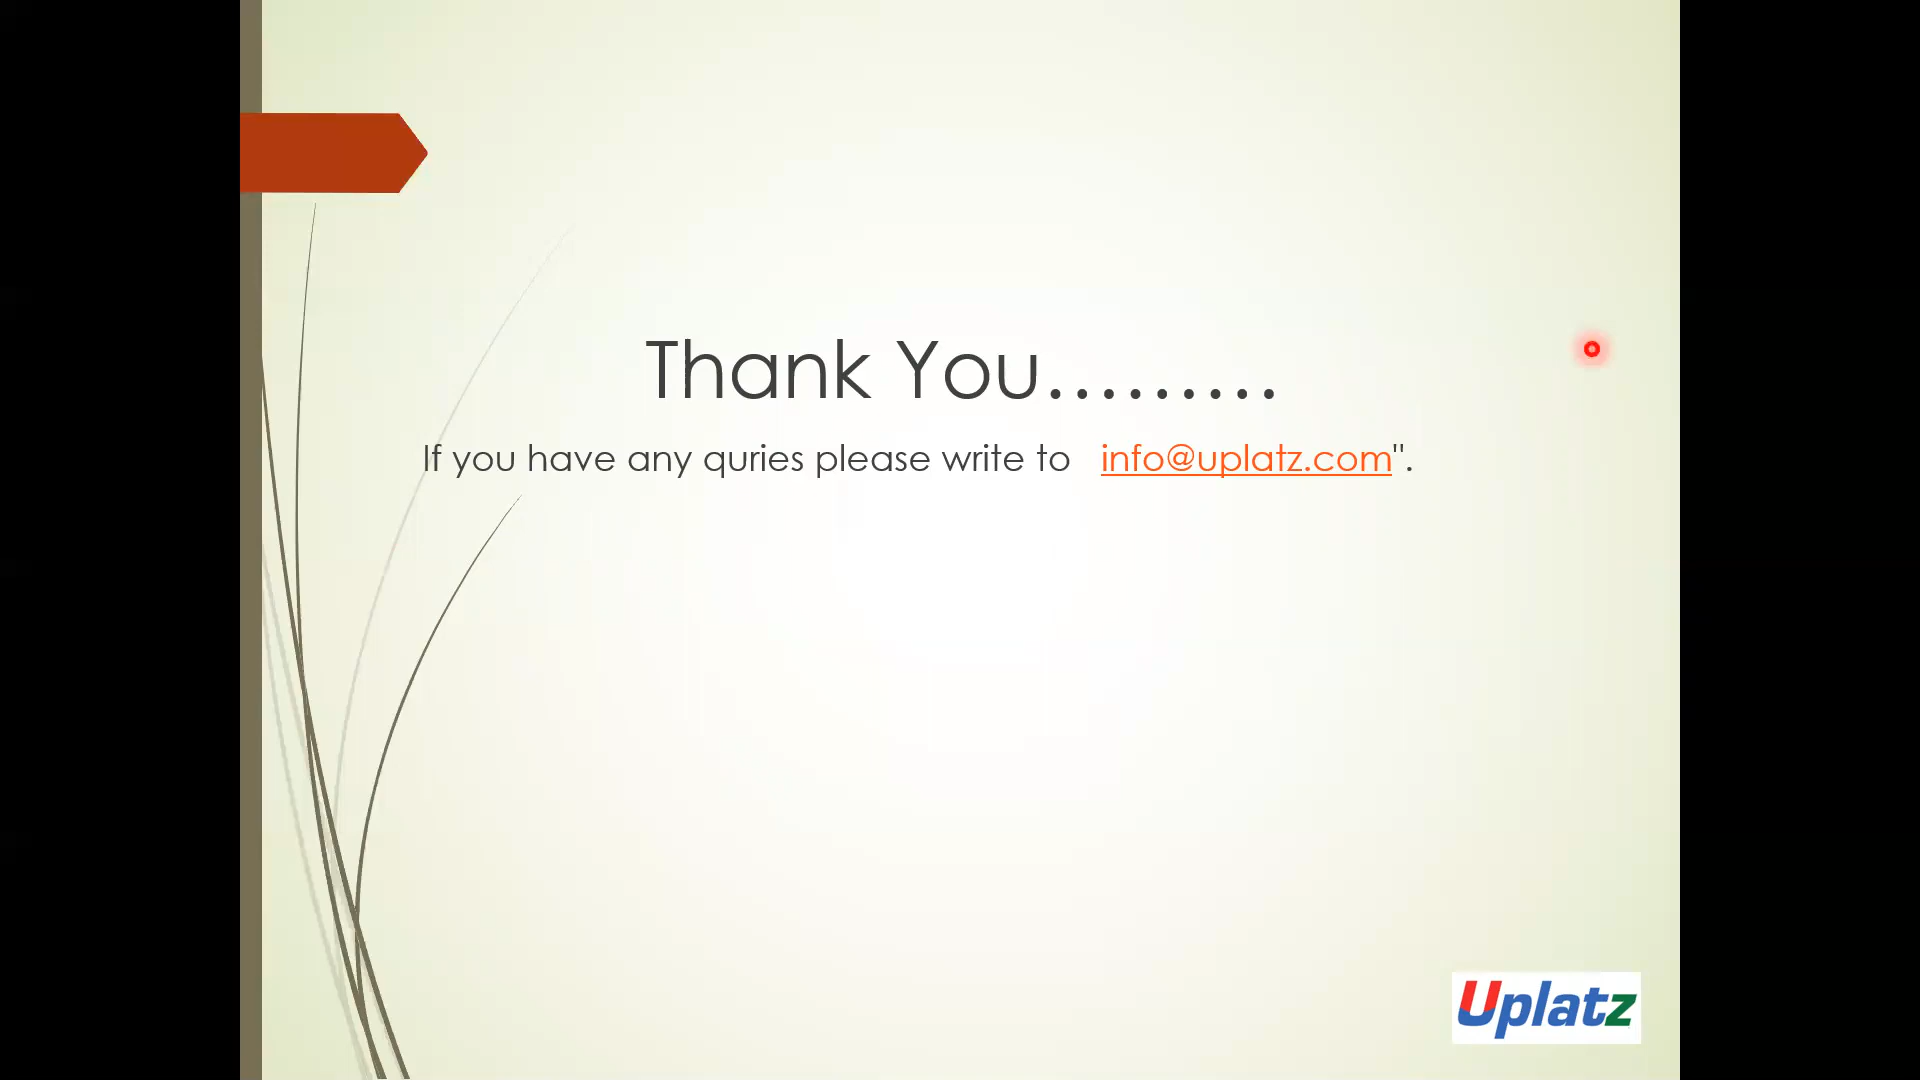 Thank You.........
If you have any quries please write to info@uplatz.com".
Uplatz